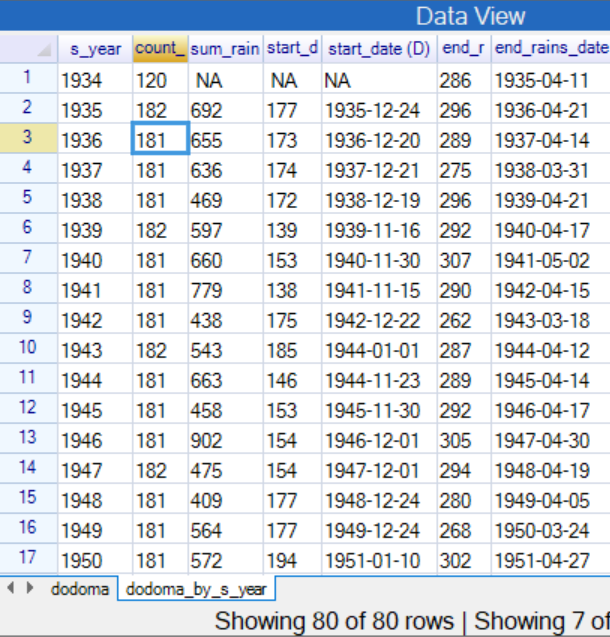 Data View
s_year count_ sum_rain start_d start_date (D) end_r end_rains_date
1 1934 120 NA NA NA 286 1935-04-11
2 1935 182 692 177 1935-12-24 296 1936-04-21
3 1936 181 655 173 1936-12-20 289 1937-04-14
4 1937 181 636 174 1937-12-21 275 1938-03-31
5 1938 181 469 172 1938-12-19 296 1939-04-21
6 1939 182 597 139 1939-11-16 292 1940-04-17
7 1940 181 660 153 1940-11-30 307 1941-05-02
8 1941 181 779 138 1941-11-15 290 1942-04-15
9 1942 181 438 175 1942-12-22 262 1943-03-18
10 1943 182 543 185 1944-01-01 287 1944-04-12
11 1944 181 663 146 1944-11-23 289 1945-04-14
12 1945 181 458 153 1945-11-30 292 1946-04-17
13 1946 181 902 154 1946-12-01 305 1947-04-30
14 1947 182 475 154 1947-12-01 294 1948-04-19
15 1948 181 409 177 1948-12-24 280 1949-04-05
16 1949 181 564 177 1949-12-24 268 1950-03-24
17 1950 181 572 194 1951-01-10 302 1951-04-27
dodoma dodoma_by_s_year
Showing 80 of 80 rows | Showing 7 of